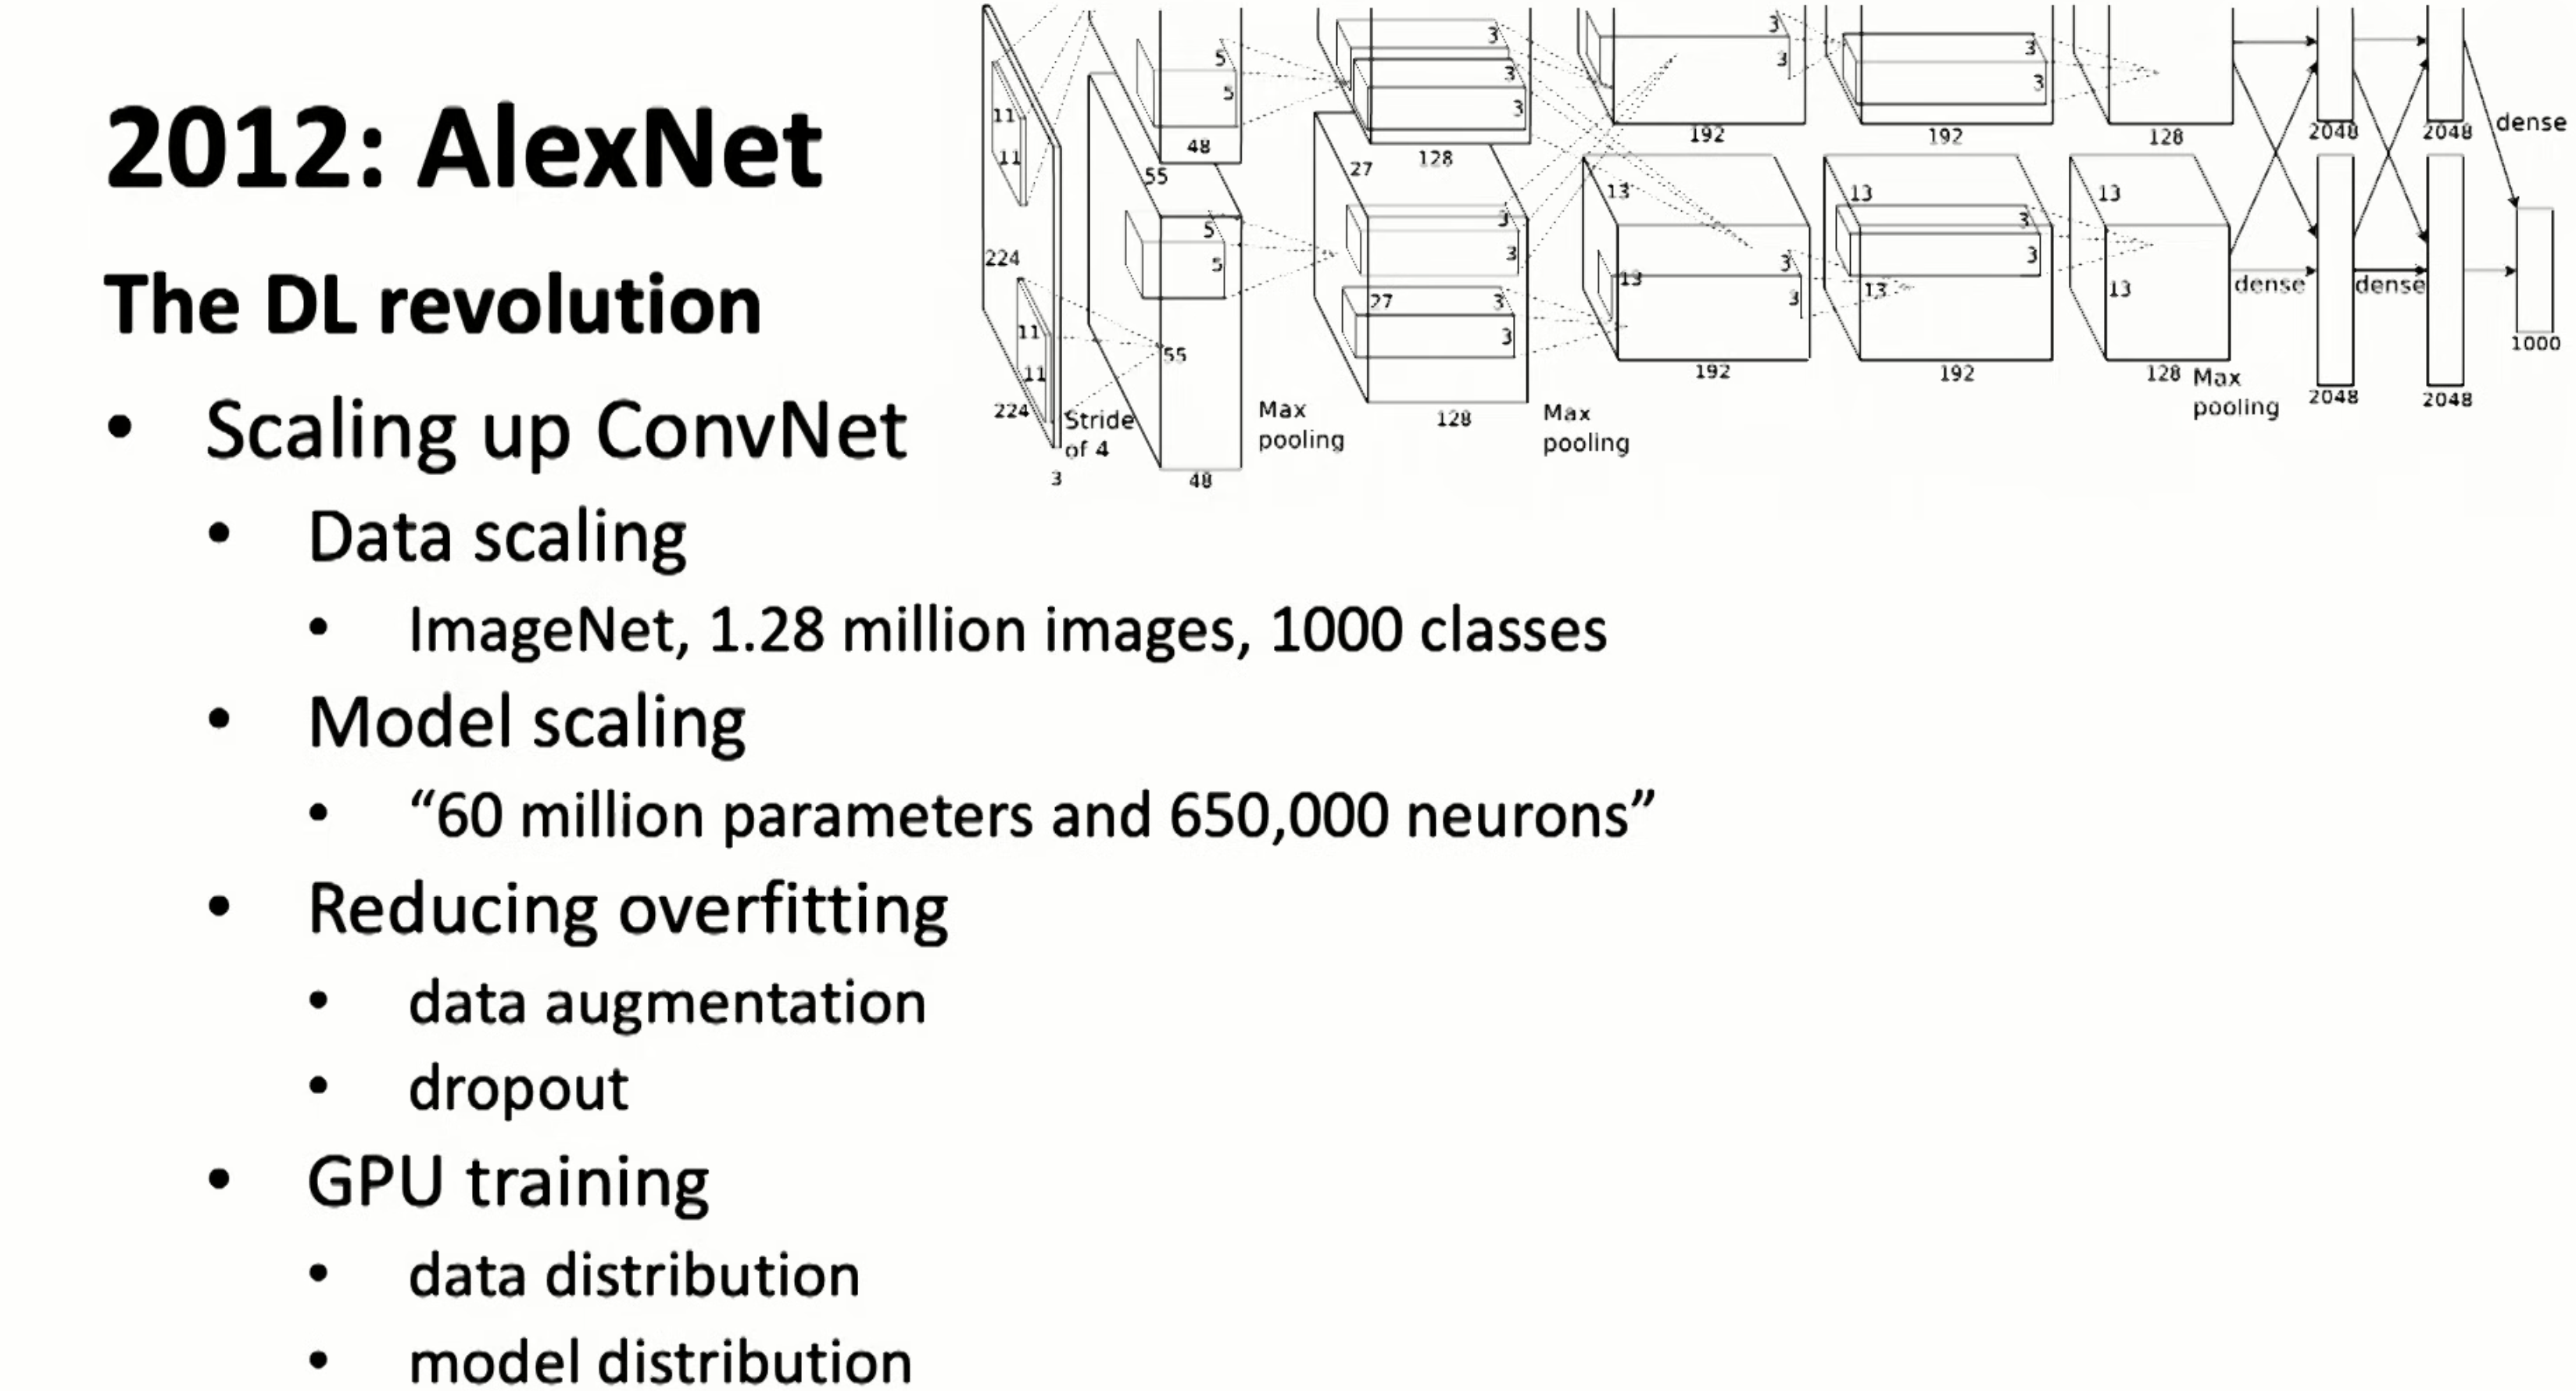 2012: AlexNet
The DL revolution
• Scaling up ConvNet
• Data scaling
• ImageNet, 1.28 million images, 1000 classes
• Model scaling
• “60 million parameters and 650,000 neurons”
• Reducing overfitting
• data augmentation
• dropout
• GPU training
• data distribution
• model distribution
11
11
224
11
11
224
3
Stride
of 4
5
5
48
55
5
5
55
48
Max
pooling
3
3
3
128
27
3
3
27
3
3
128
Max
pooling
3
3
192
13
3
13
3
192
3
3
192
13
3
3
13
192
128
13
13
128
Max
pooling
2048
2048
dense
dense
dense
2048
2048
1000